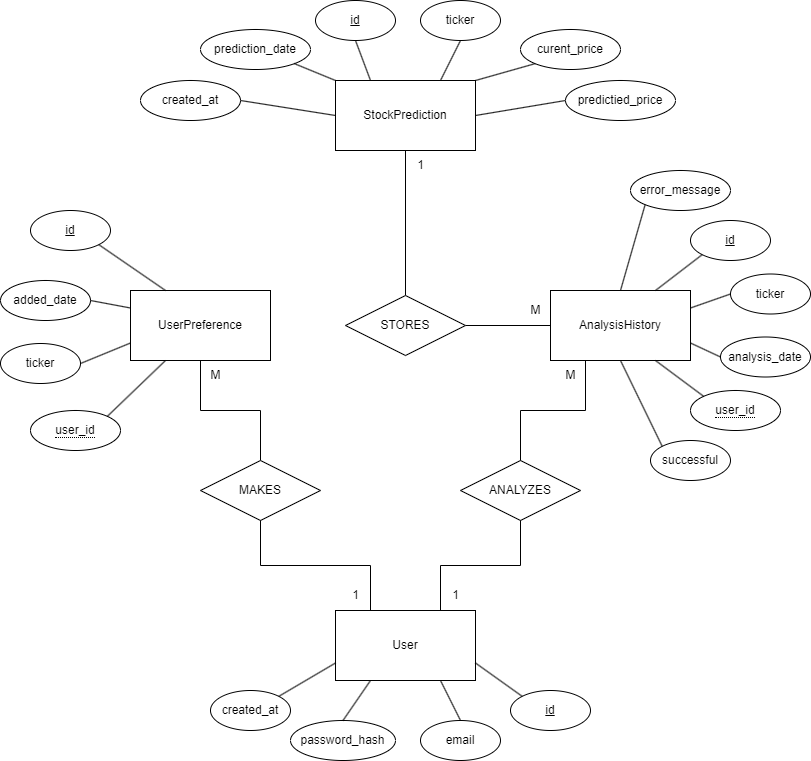 id
ticker
prediction_date
curent_price
created_at
predictied_price
StockPrediction
1
error_message
id
id
added_date
ticker
UserPreference
STORES
M
AnalysisHistory
ticker
analysis_date
M
M
user_id
user_id
successful
MAKES
ANALYZES
1
1
User
created_at
id
password_hash
email